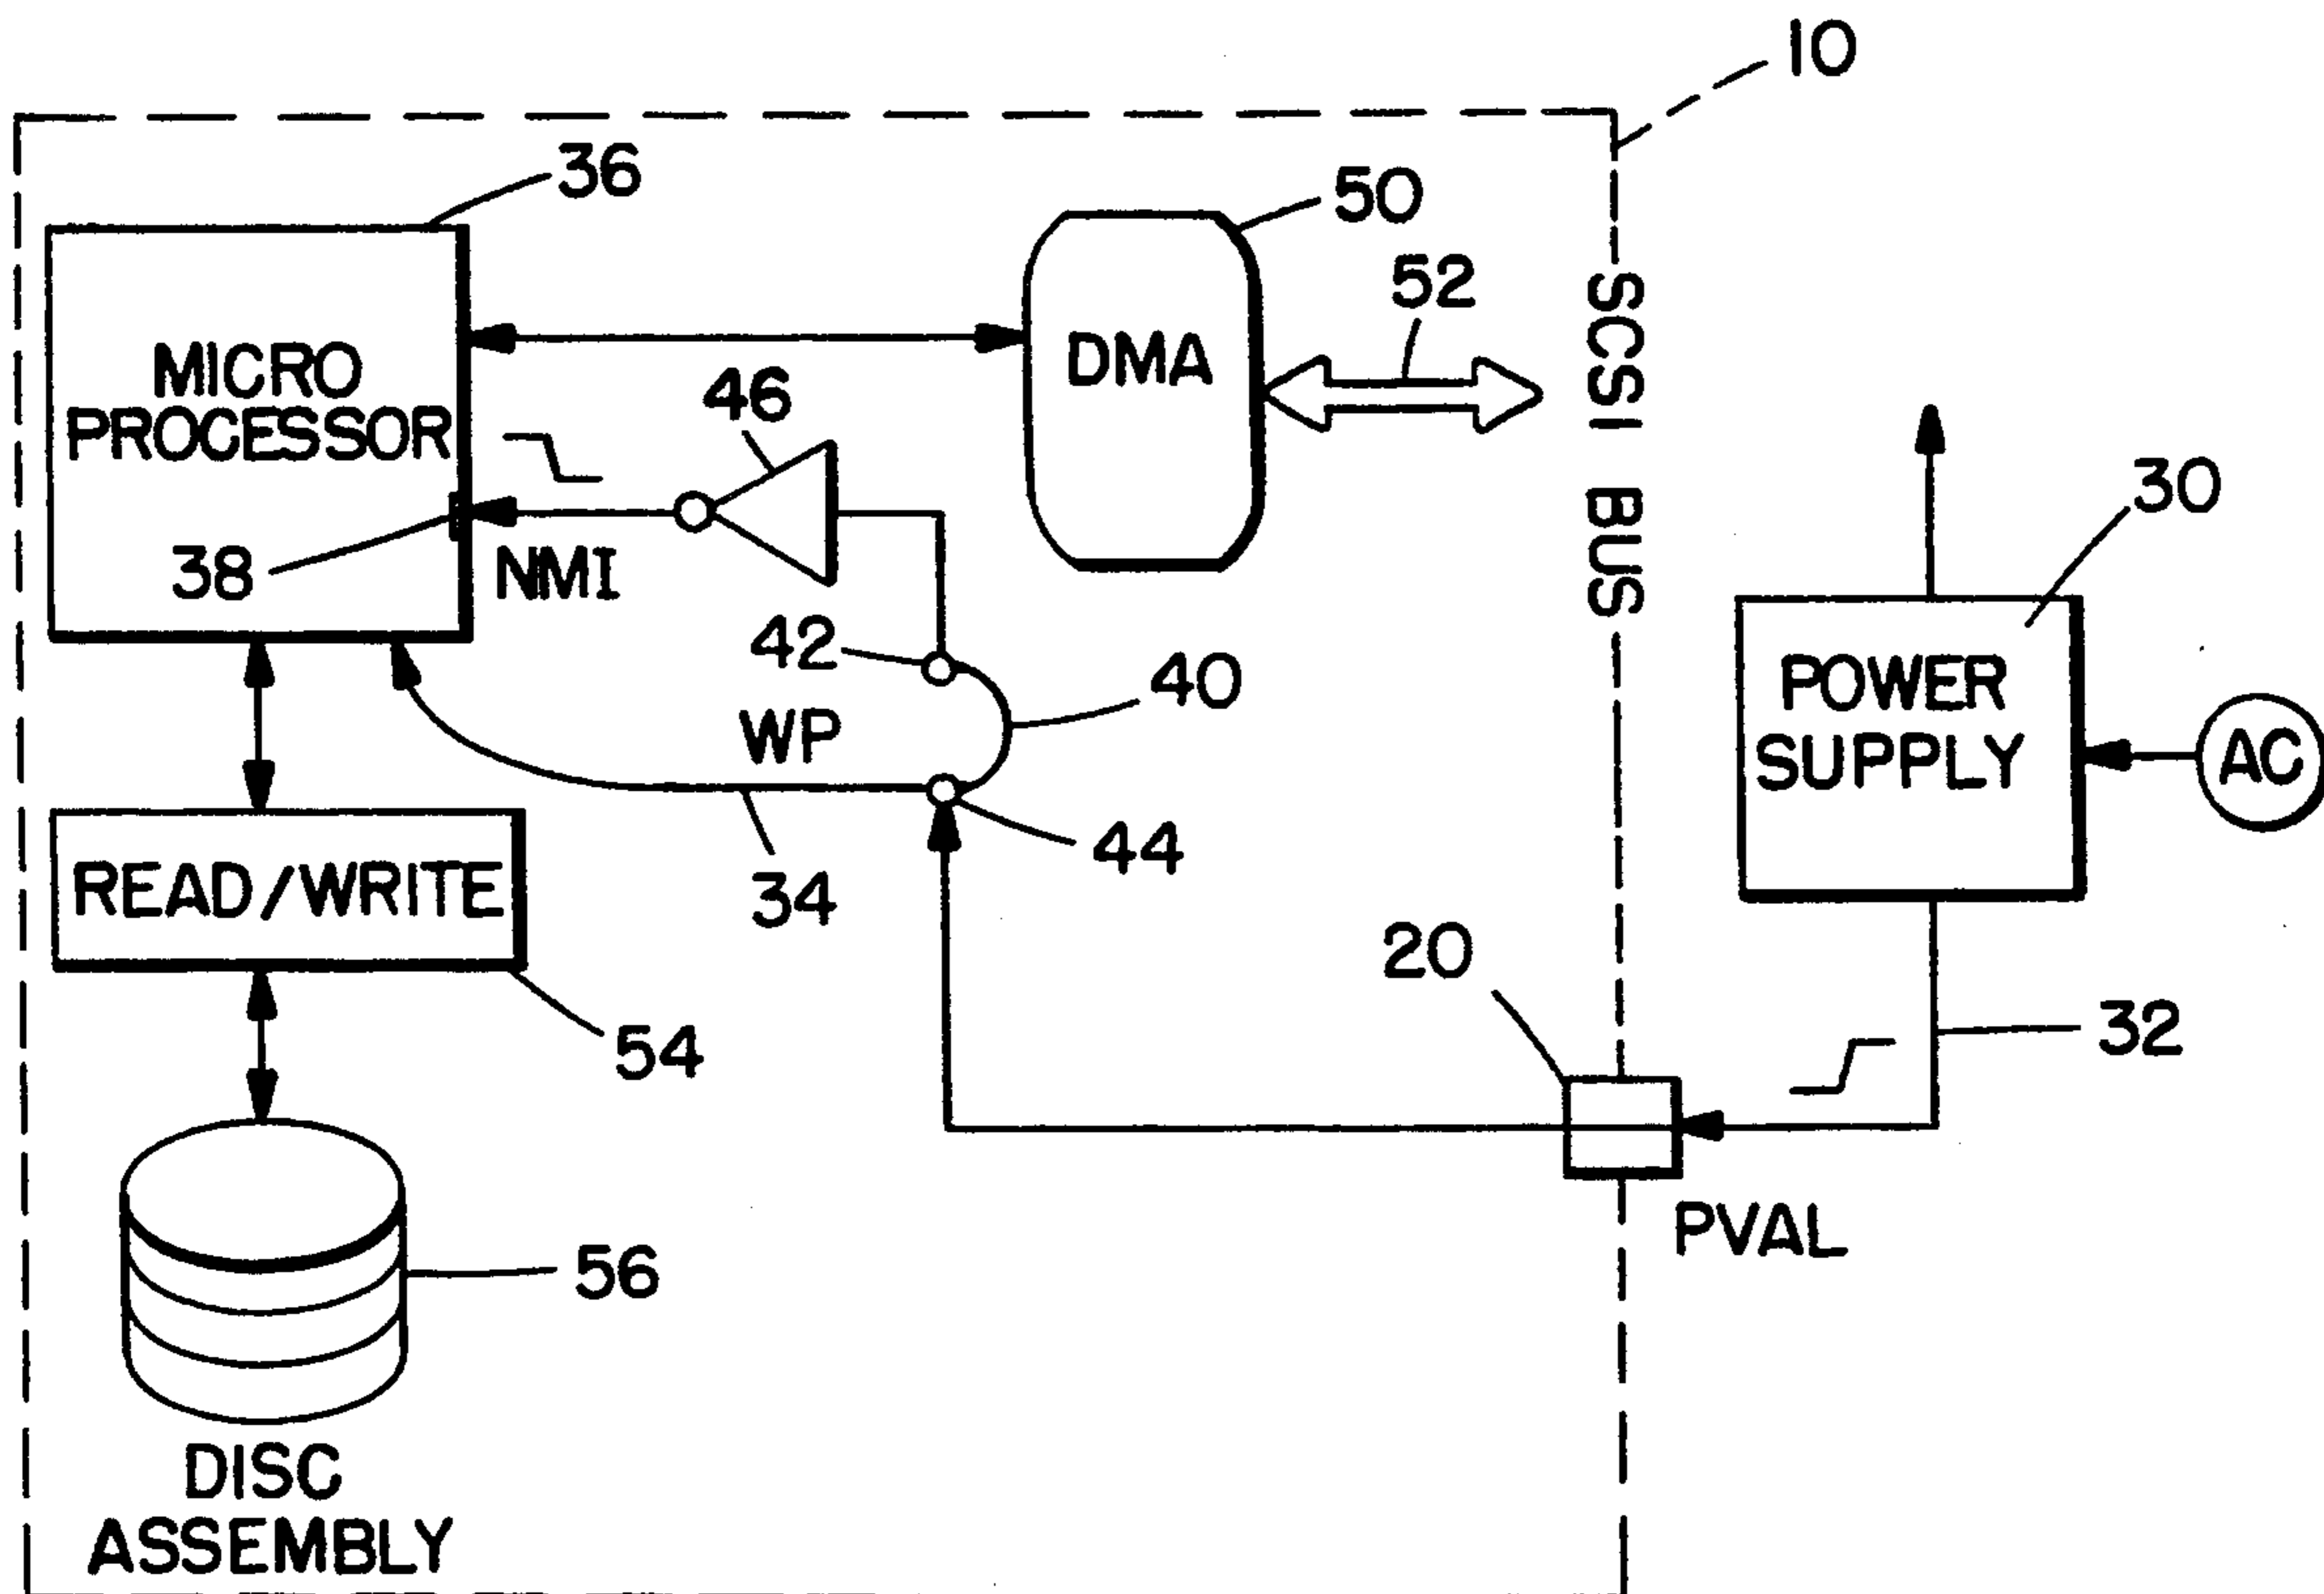 10
36
50
52
SCSI BUS
MICRO
PROCESSOR
DMA
46
38
NMI
30
42
40
POWER
SUPPLY
AC
WP
44
34
READ/WRITE
20
32
54
PVAL
56
DISC
ASSEMBLY